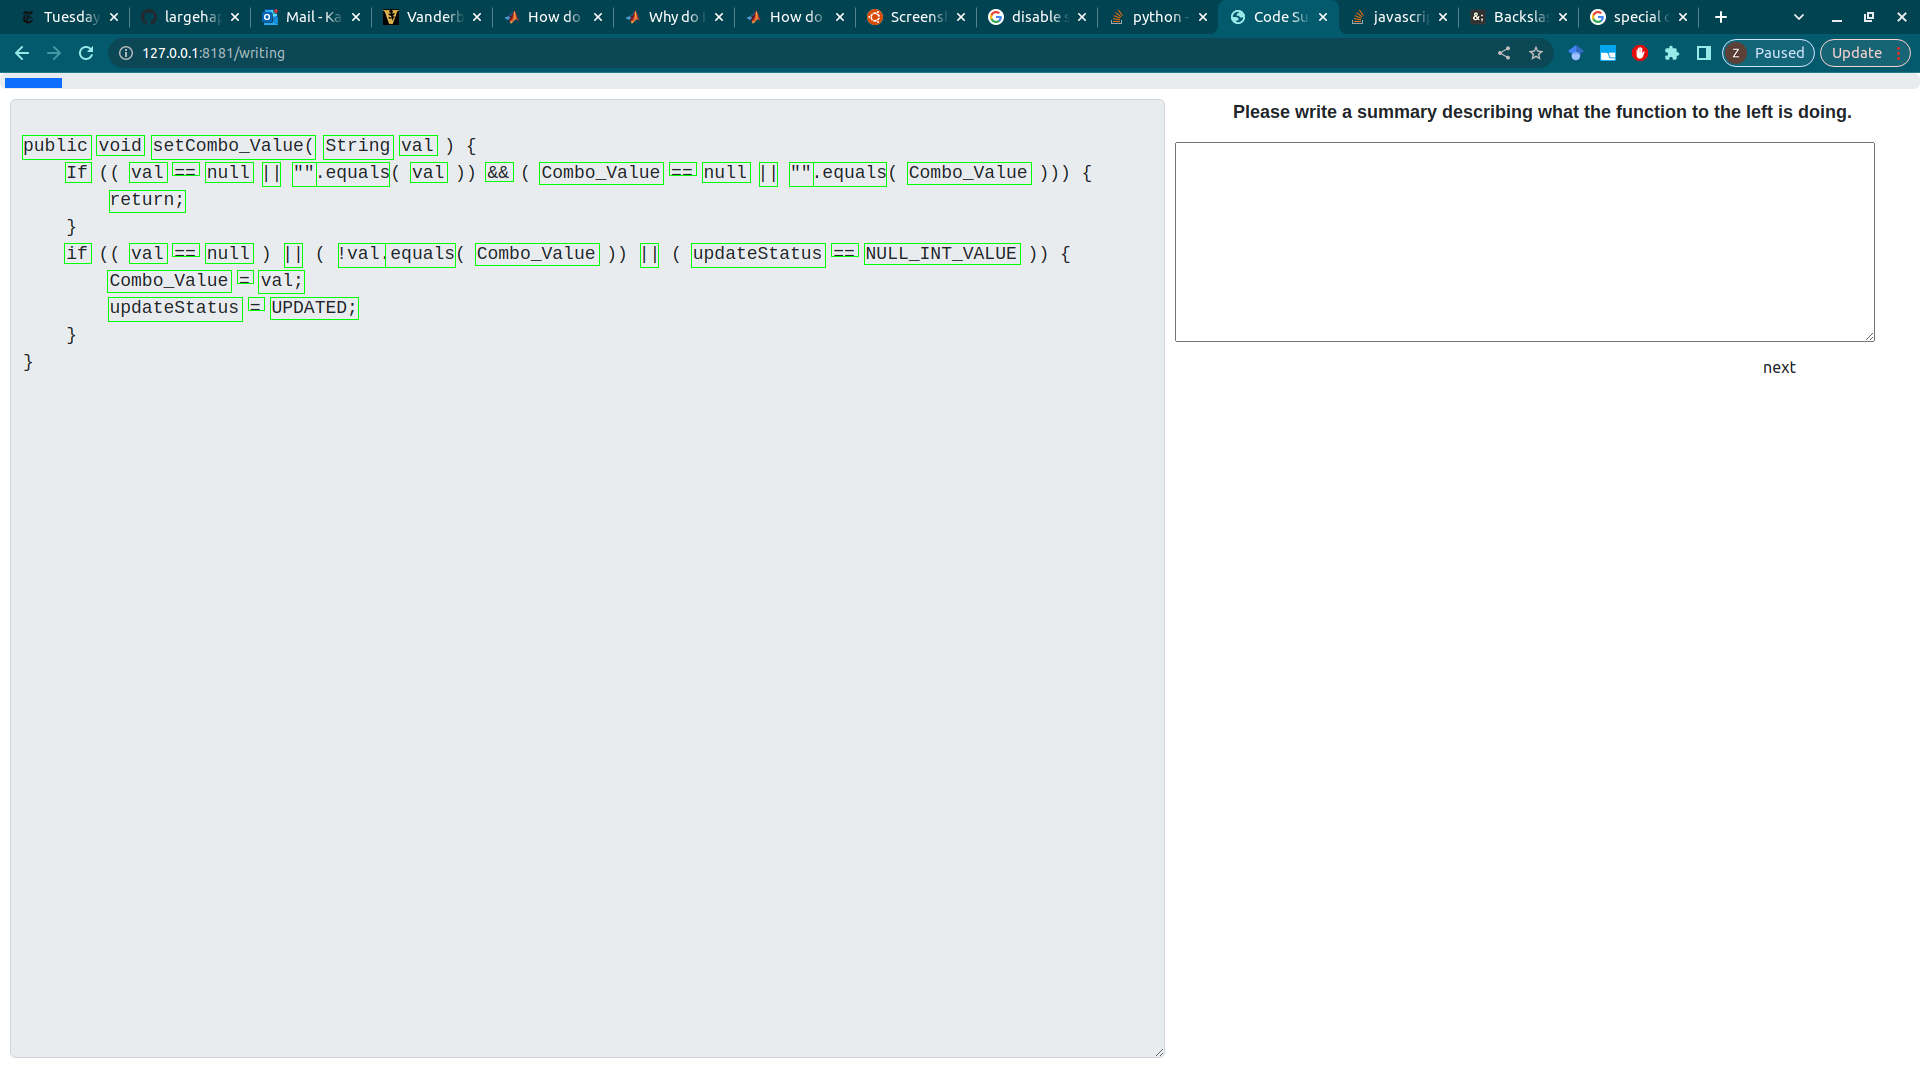 Tuesday
largehap
Mail - Ka
Vanderb
How do
Why do
How do
Screens
disable s
python -
Code Su
javascri
Backsla
special c
127.0.0.1:8181/writing
Z Paused
Update
public void setCombo_Value( String val ) {
If (( val == null || "".equals( val )) && ( Combo_Value == null || "".equals( Combo_Value ))) {
return;
}
if (( val == null ) || ( !val.equals( Combo_Value )) || ( updateStatus == NULL_INT_VALUE )) {
Combo_Value = val;
updateStatus = UPDATED;
}
}
Please write a summary describing what the function to the left is doing.
next